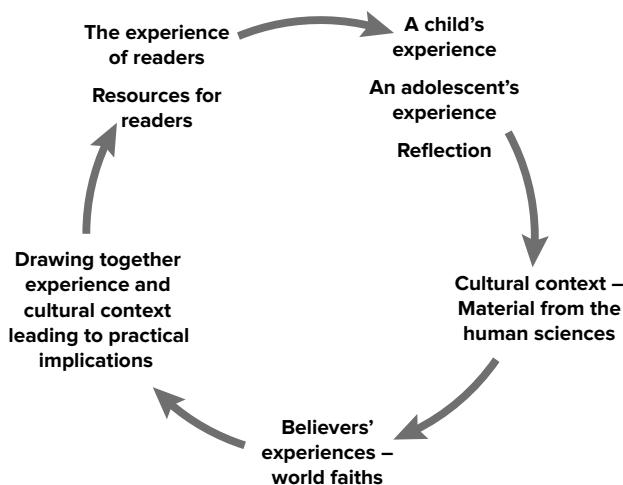 The experience
of readers
Resources for
readers
A child’s
experience
An adolescent’s
experience
Reflection
Cultural context –
Material from the
human sciences
Believers’
experiences –
world faiths
Drawing together
experience and
cultural context
leading to practical
implications